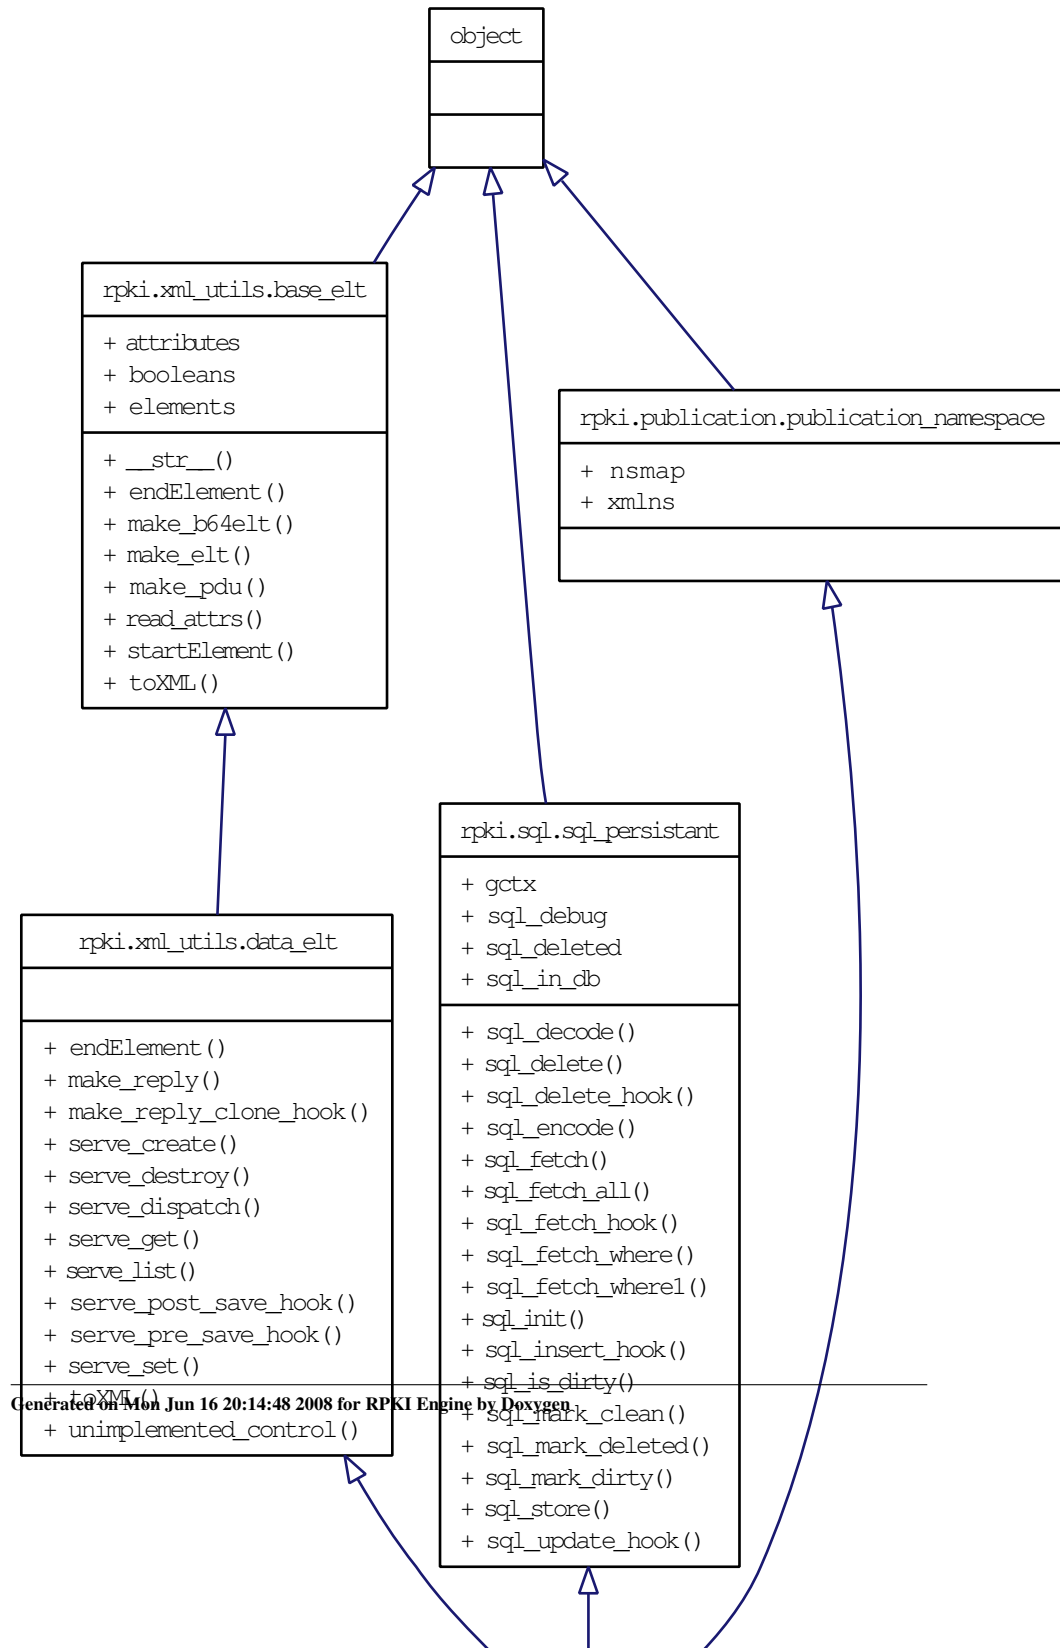 object
rpki.xml_utils.base_elt
+ attributes
+ booleans
+ elements
+ __str__()
+ endElement()
+ make_b64elt()
+ make_elt()
+ make_pdu()
+ read_attrs()
+ startElement()
+ toXML()
rpki.publication.publication_namespace
+ nsmap
+ xmlns
rpki.sql.sql_persistant
+ gctx
+ sql_debug
+ sql_deleted
+ sql_in_db
+ sql_decode()
+ sql_delete()
+ sql_delete_hook()
+ sql_encode()
+ sql_fetch()
+ sql_fetch_all()
+ sql_fetch_hook()
+ sql_fetch_where()
+ sql_fetch_where1()
+ sql_init()
+ sql_insert_hook()
+ sql_is_dirty()
+ sql_mark_clean()
+ sql_mark_deleted()
+ sql_mark_dirty()
+ sql_store()
+ sql_update_hook()
rpki.xml_utils.data_elt
+ endElement()
+ make_reply()
+ make_reply_clone_hook()
+ serve_create()
+ serve_destroy()
+ serve_dispatch()
+ serve_get()
+ serve_list()
+ serve_post_save_hook()
+ serve_pre_save_hook()
+ serve_set()
+ toXML()
+ unimplemented_control()
Generated on Mon Jun 16 20:14:48 2008 for RPKI Engine by Doxygen